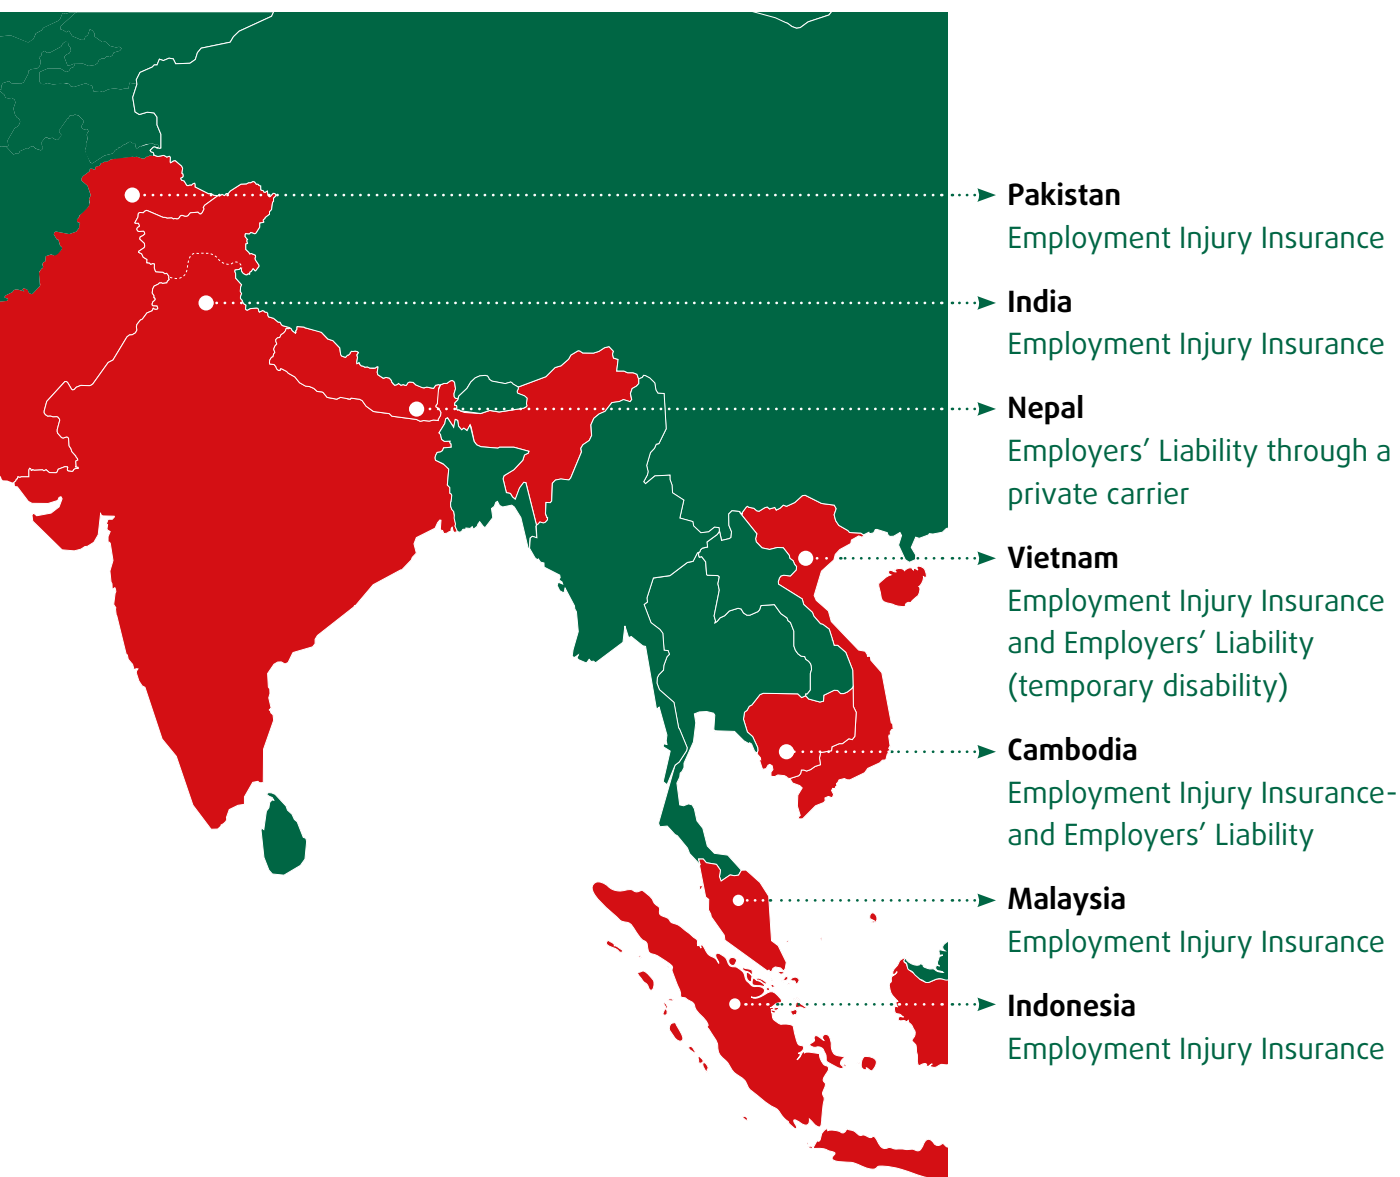 Pakistan
Employment Injury Insurance
India
Employment Injury Insurance
Nepal
Employers’ Liability through a
private carrier
Vietnam
Employment Injury Insurance
and Employers’ Liability
(temporary disability)
Cambodia
Employment Injury Insurance-
and Employers’ Liability
Malaysia
Employment Injury Insurance
Indonesia
Employment Injury Insurance